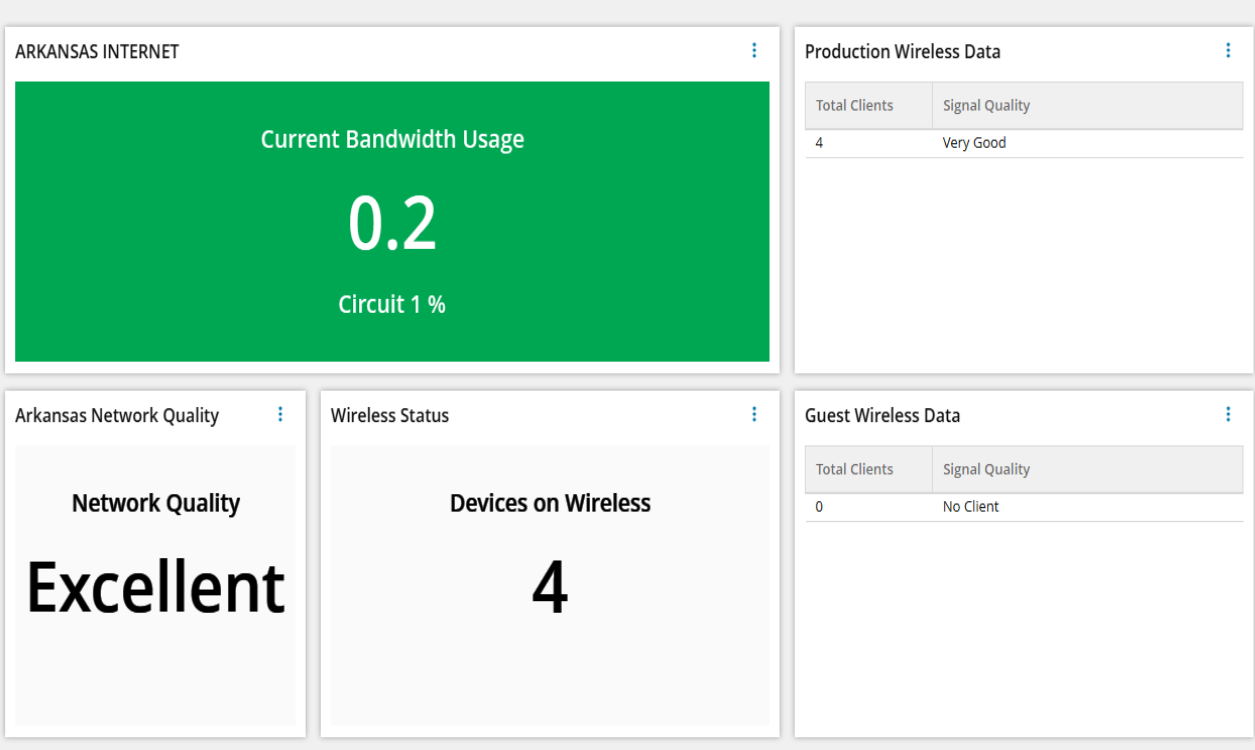 ARKANSAS INTERNET
Current Bandwidth Usage
0.2
Circuit 1 %
Production Wireless Data
Total Clients Signal Quality
4 Very Good
Arkansas Network Quality
Network Quality
Excellent
Wireless Status
Devices on Wireless
4
Guest Wireless Data
Total Clients Signal Quality
0 No Client